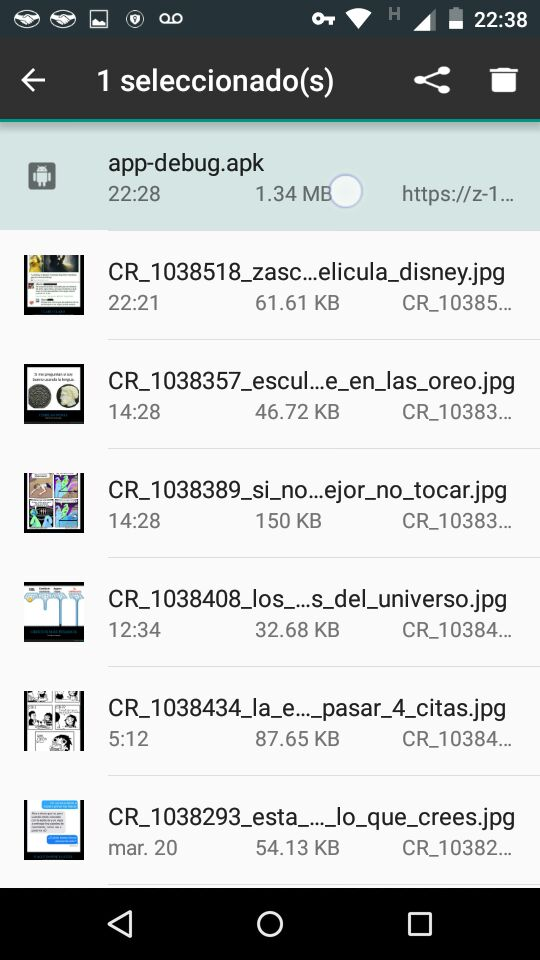 H 22:38
1 seleccionado(s)
app-debug.apk
22:28 1.34 MB https://z-1...
CR_1038518_zasc...elicula_disney.jpg
22:21 61.61 KB CR_10385...
CR_1038357_escul...e_en_las_oreo.jpg
14:28 46.72 KB CR_10383...
CR_1038389_si_no...ejor_no_tocar.jpg
14:28 150 KB CR_10383...
CR_1038408_los_...s_del_universo.jpg
12:34 32.68 KB CR_10384...
CR_1038434_la_e..._pasar_4_citas.jpg
5:12 87.65 KB CR_10384...
CR_1038293_esta_..._lo_que_crees.jpg
mar. 20 54.13 KB CR_10382...